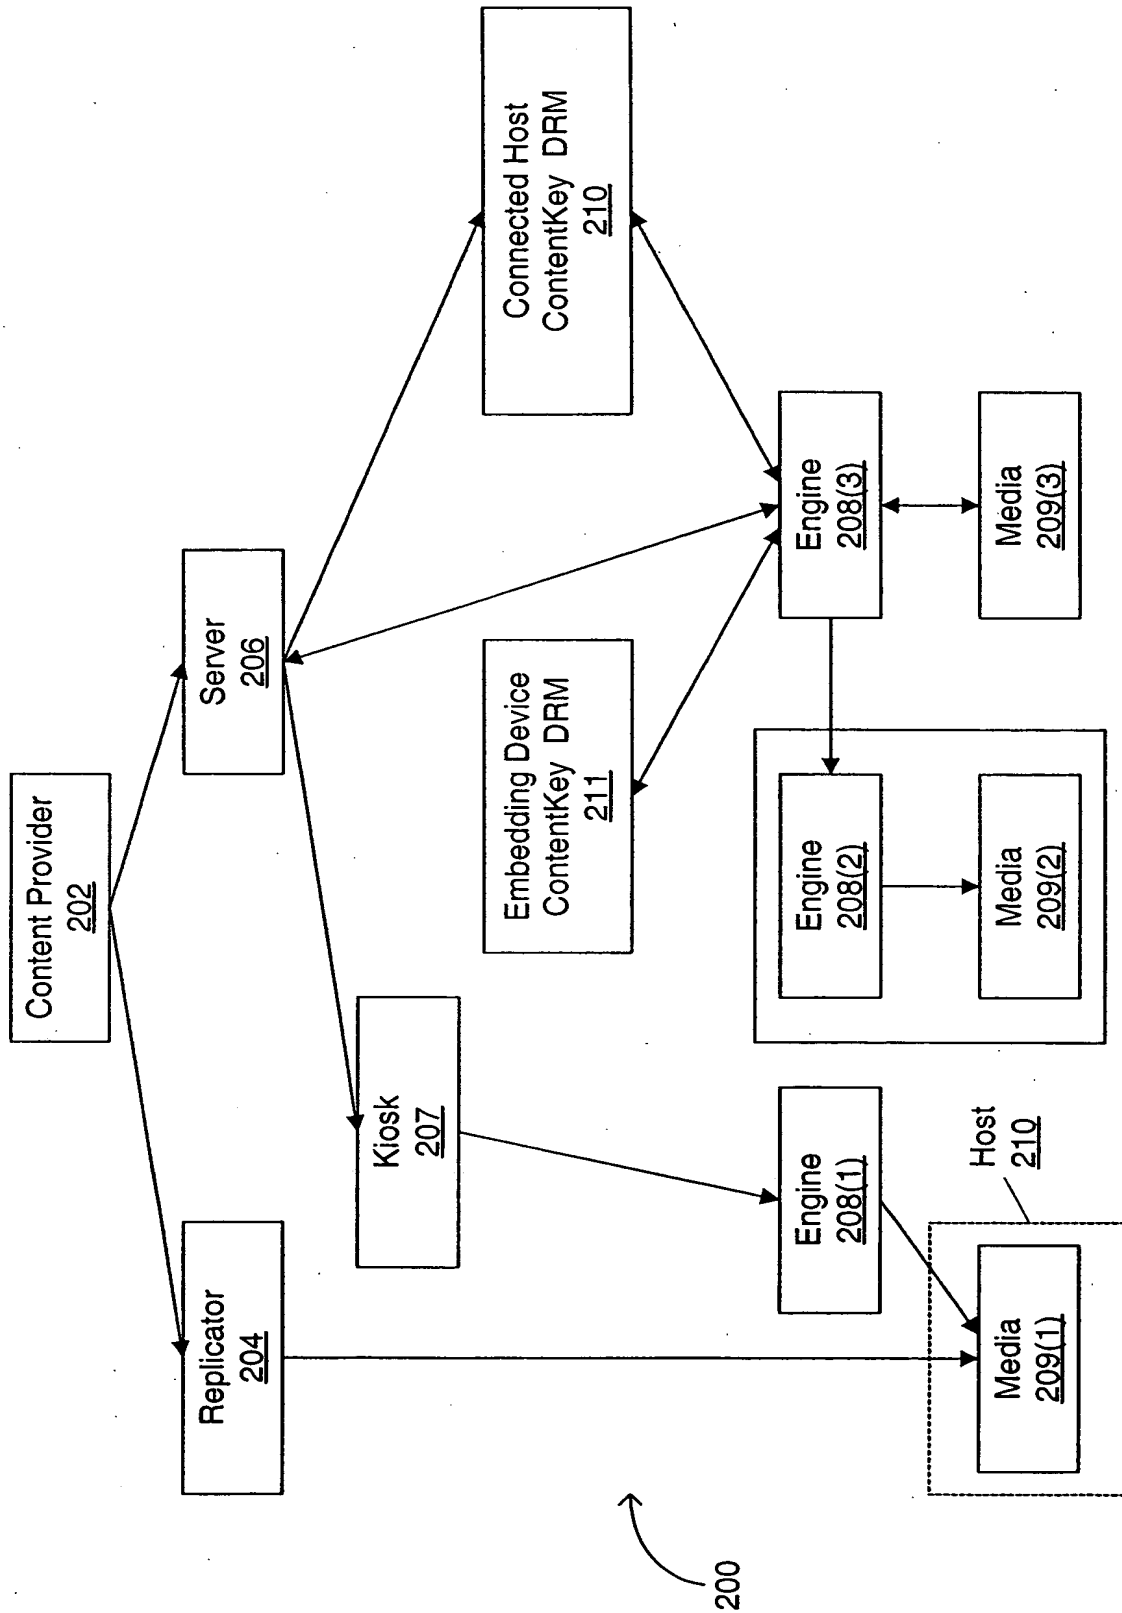 Content Provider
202
Replicator
204
Server
206
Kiosk
207
Embedding Device
ContentKey DRM
211
Connected Host
ContentKey DRM
210
Engine
208(1)
Engine
208(2)
Engine
208(3)
Media
209(1)
Host
210
Media
209(2)
Media
209(3)
200